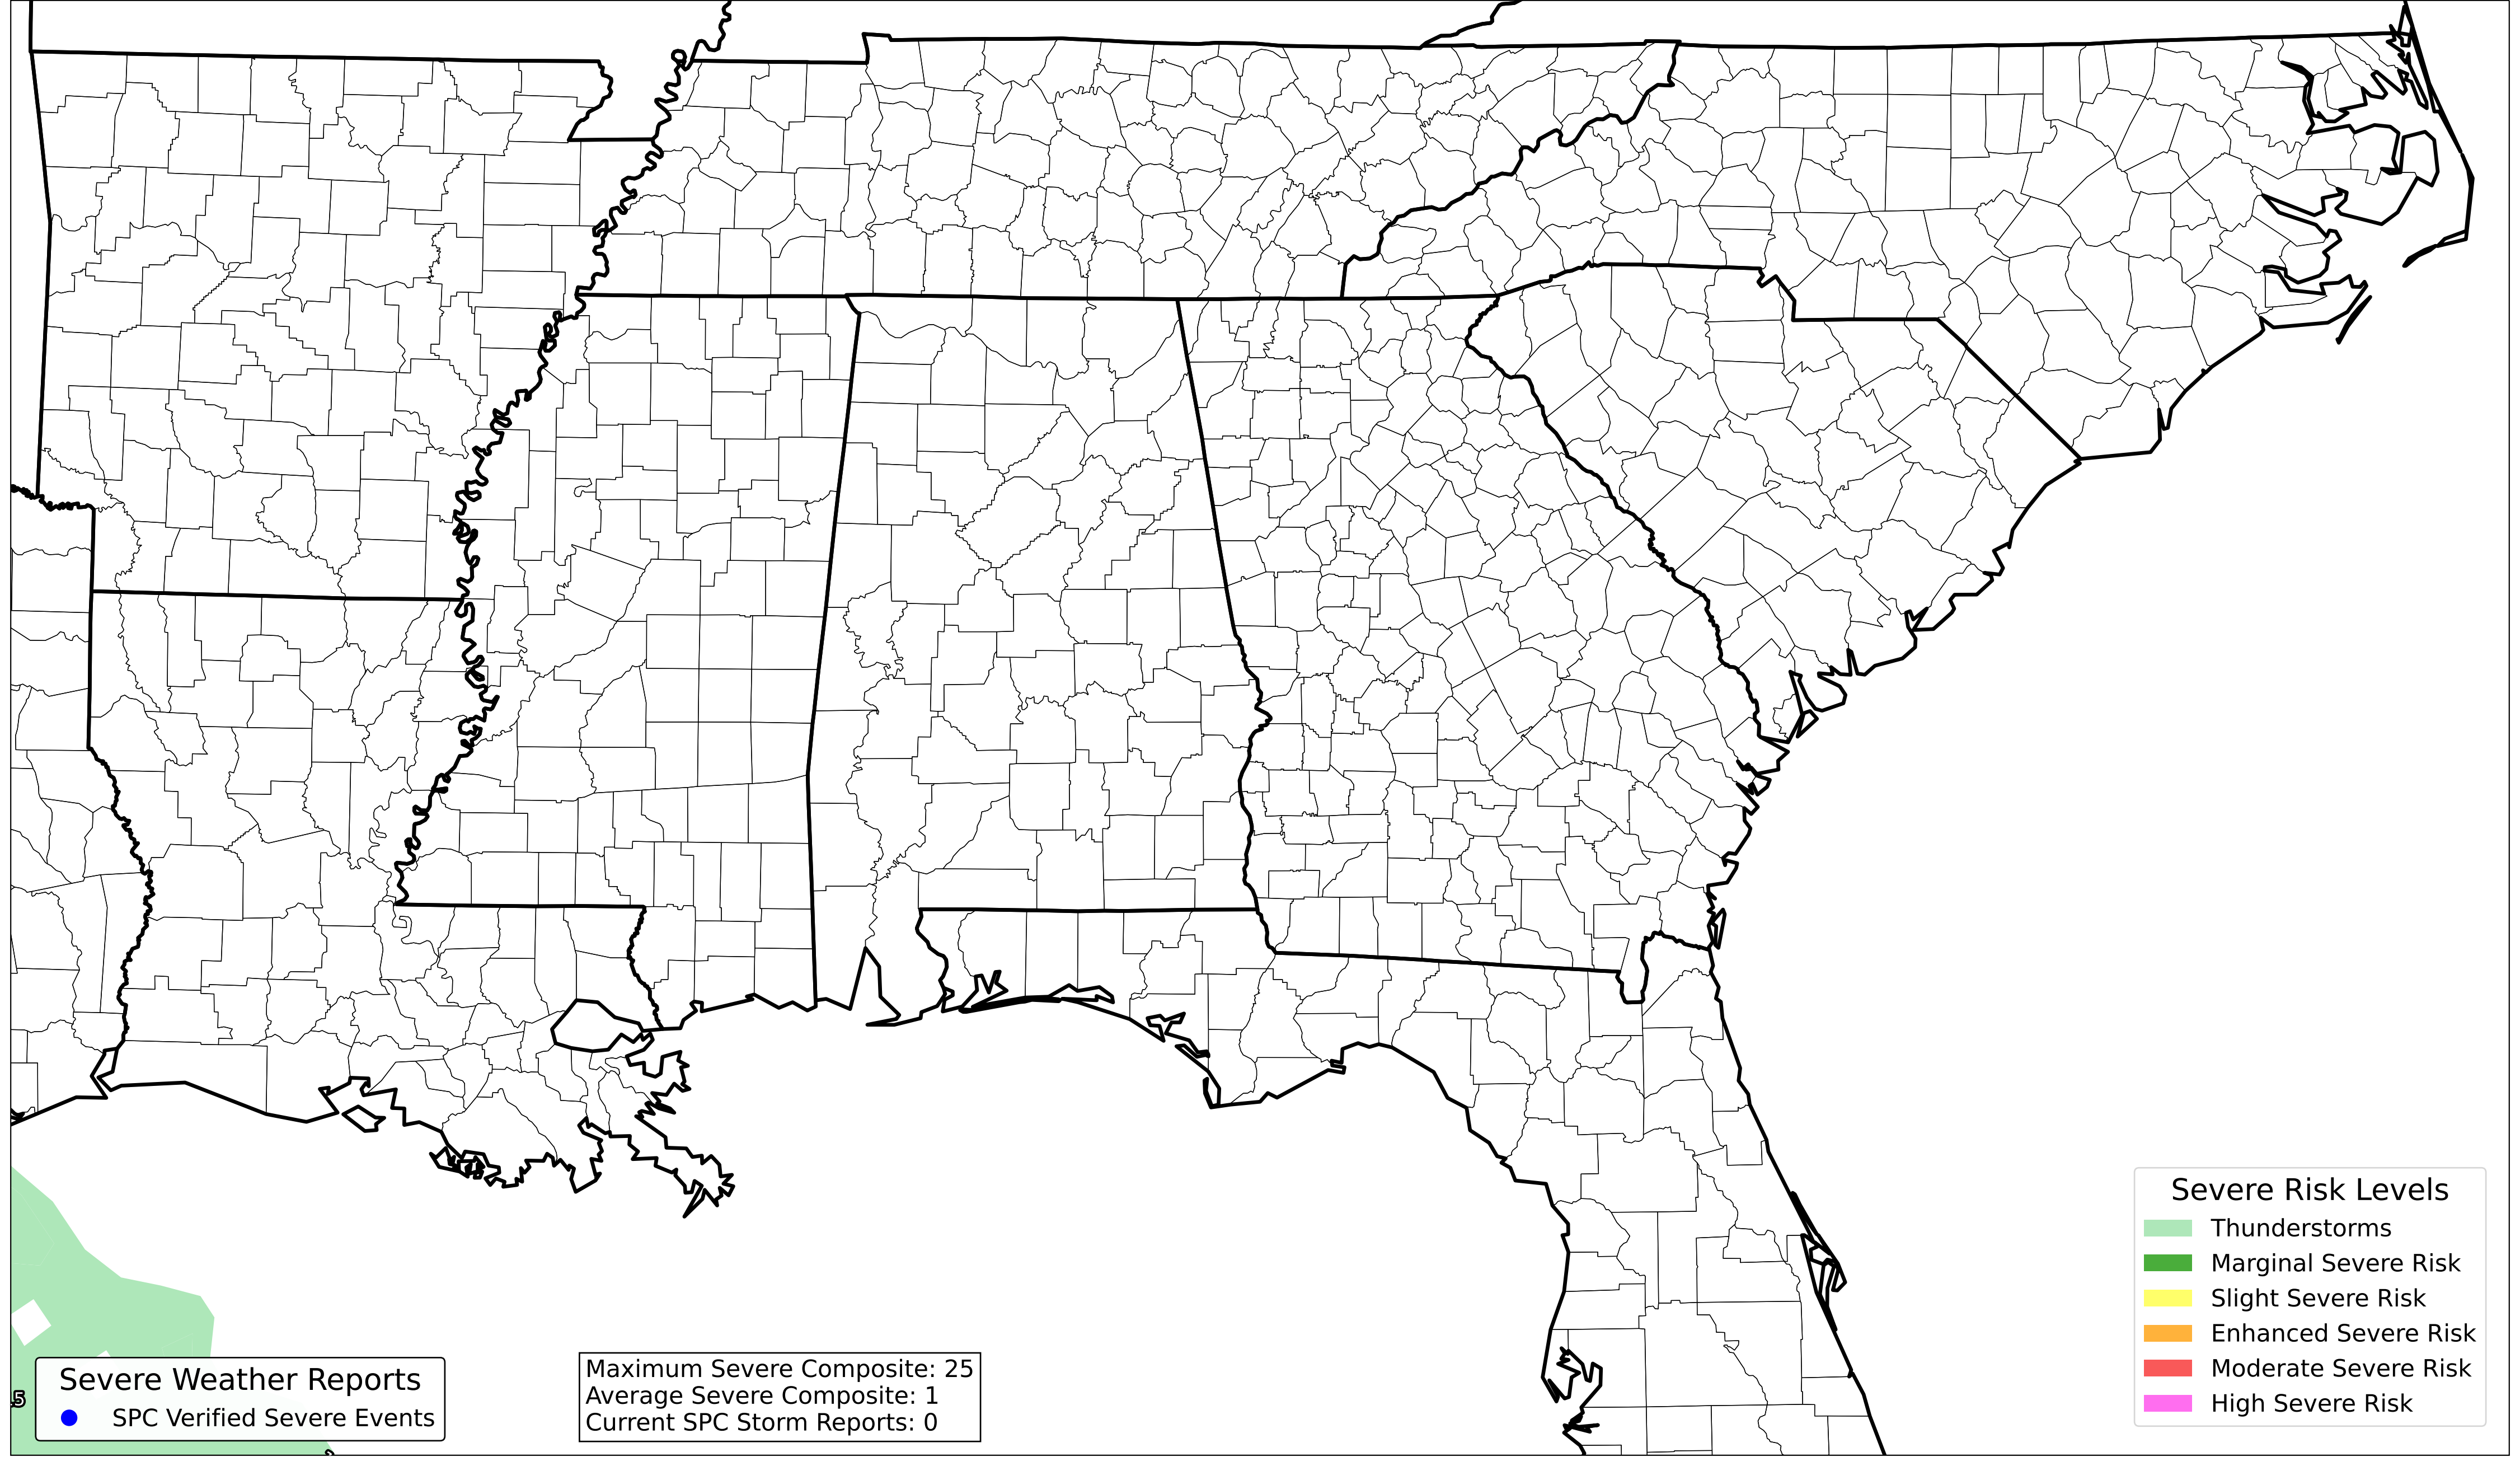 Severe Risk Levels
Thunderstorms
Marginal Severe Risk
Slight Severe Risk
Enhanced Severe Risk
Moderate Severe Risk
High Severe Risk
Severe Weather Reports
SPC Verified Severe Events
Maximum Severe Composite: 25
Average Severe Composite: 1
Current SPC Storm Reports: 0
5